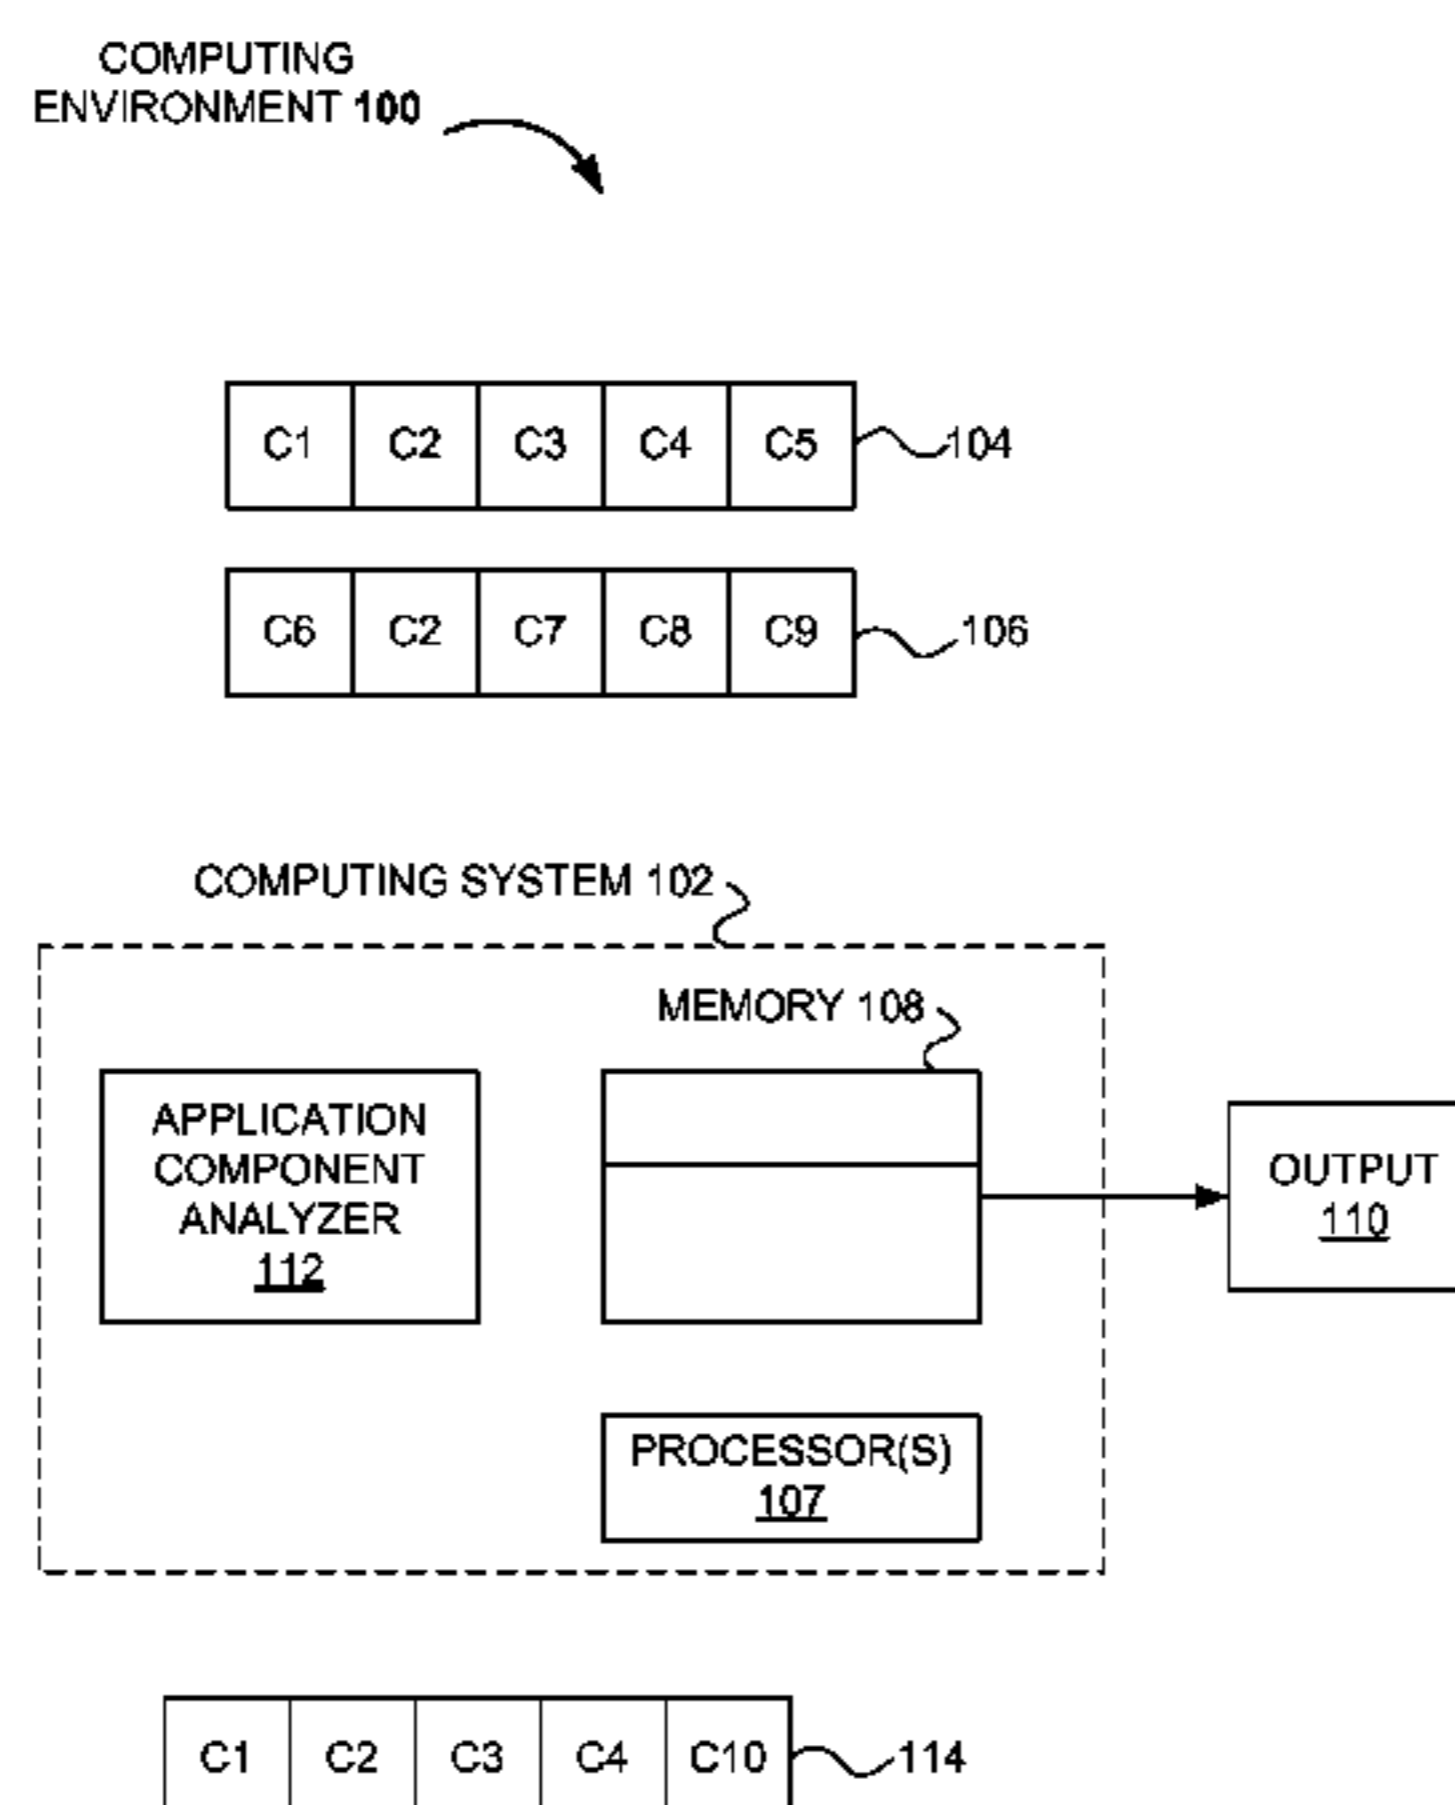 COMPUTING
ENVIRONMENT 100
C1 C2 C3 C4 C5 104
C6 C2 C7 C8 C9 106
COMPUTING SYSTEM 102
MEMORY 108
APPLICATION
COMPONENT
ANALYZER
112
OUTPUT
110
PROCESSOR(S)
107
C1 C2 C3 C4 C10 114